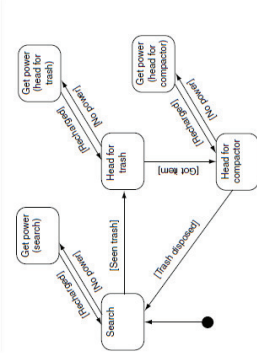 Get power
(head for
trash)
[Recharged]
[No power]
Get power
(head for
compactor)
[Recharged]
[No power]
Get power
(search)
[Recharged]
[No power]
Head for
trash
[Got item]
Head for
compactor
[Seen trash]
[Trash disposed]
Search